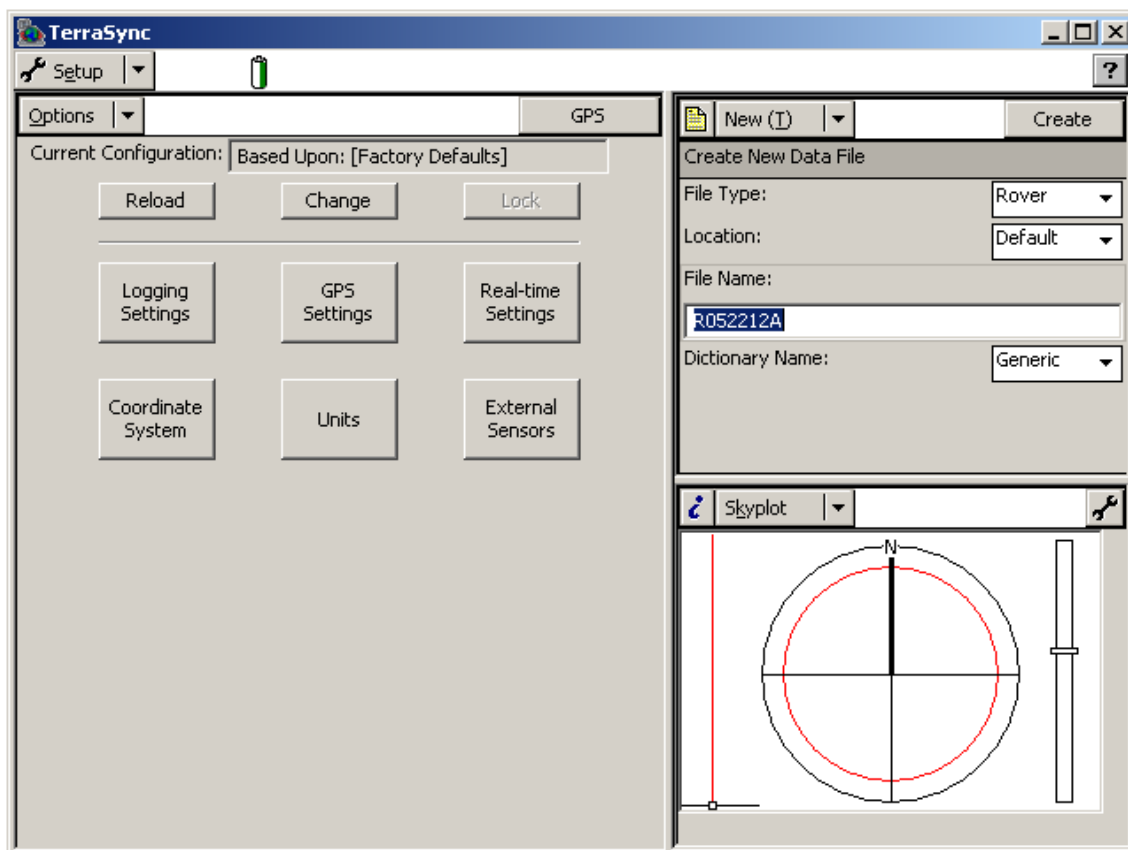 TerraSync
Setup
?
Options
GPS
Current Configuration: Based Upon: [Factory Defaults]
Reload Change Lock
Logging Settings
GPS Settings
Real-time Settings
Coordinate System
Units
External Sensors
New (T)
Create
Create New Data File
File Type: Rover
Location: Default
File Name:
R052212A
Dictionary Name: Generic
i
Skyplot
N